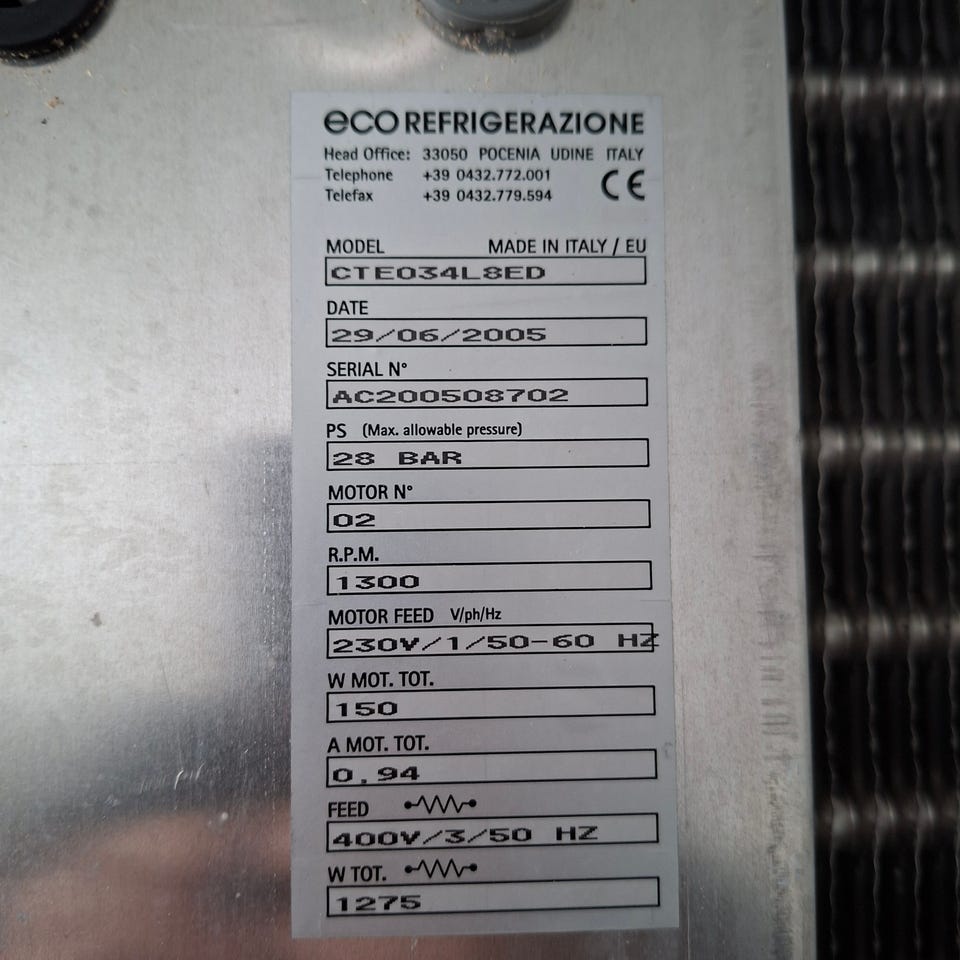 eco REFRIGERAZIONE
Head Office: 33050 POCENIA UDINE ITALY
Telephone +39 0432.772.001
Telefax +39 0432.779.594
CE
MODEL MADE IN ITALY / EU
CTE034L8ED
DATE
29/06/2005
SERIAL N°
AC200508702
PS (Max. allowable pressure)
28 BAR
MOTOR N°
02
R.P.M.
1300
MOTOR FEED V/ph/Hz
230V/1/50-60 HZ
W MOT. TOT.
150
A MOT. TOT.
0,94
FEED
400V/3/50 HZ
W TOT.
1275